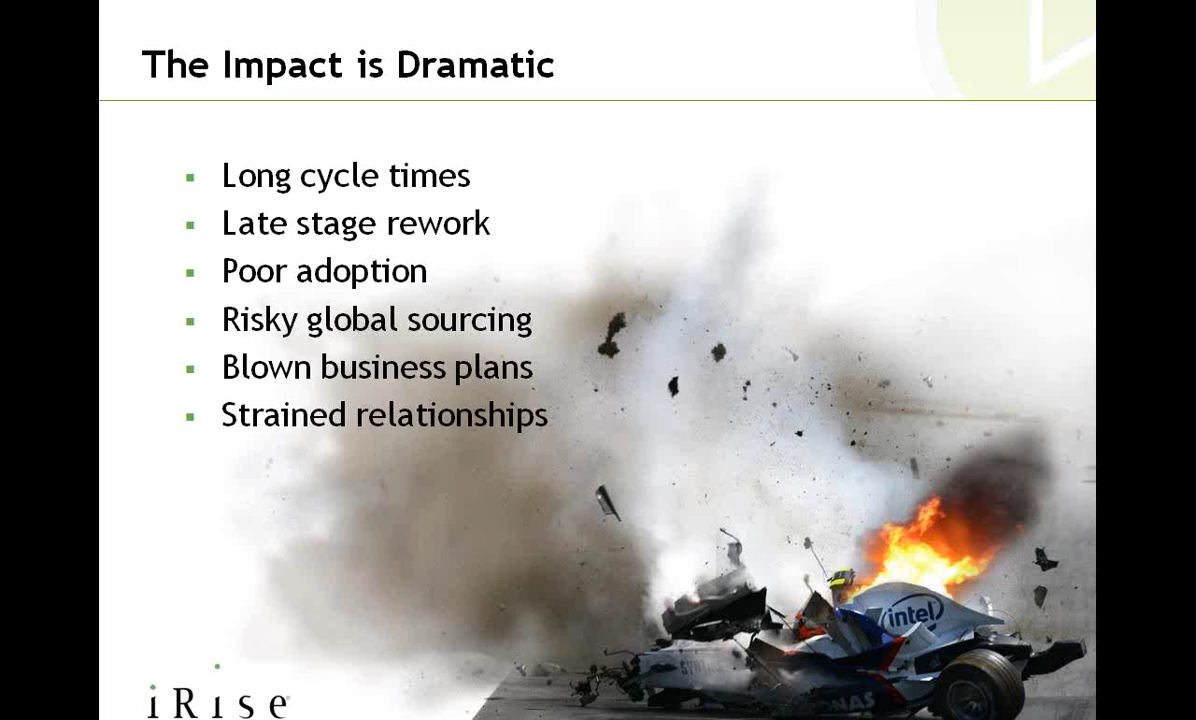 The Impact is Dramatic
Long cycle times
Late stage rework
Poor adoption
Risky global sourcing
Blown business plans
Strained relationships
intel
iRise